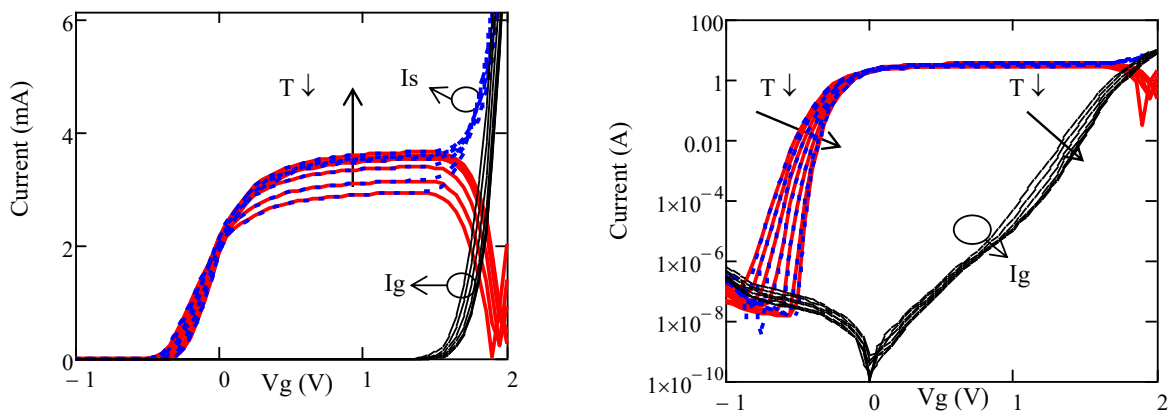 6
4
2
0
Current (mA)
T ↓
Is
Ig
− 1
0
1
2
Vg (V)
100
1
0.01
1×10⁻⁴
1×10⁻⁶
1×10⁻⁸
1×10⁻¹⁰
Current (A)
T ↓
T ↓
Ig
− 1
0
1
2
Vg (V)